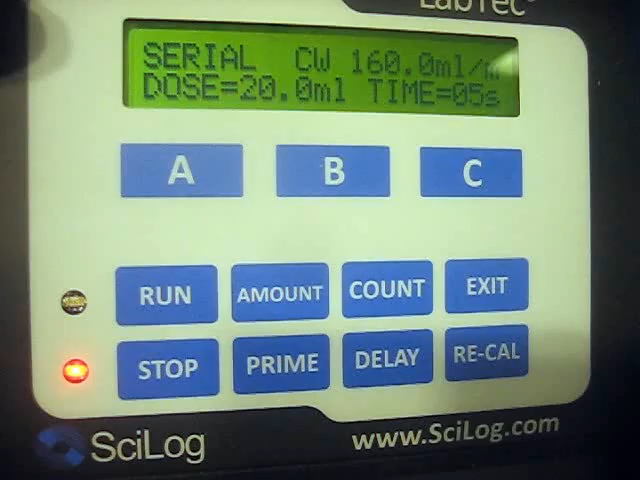 LabTec
SERIAL CW 160.0ml/m
DOSE=20.0ml TIME=05s
A B C
RUN AMOUNT COUNT EXIT
STOP PRIME DELAY RE-CAL
SciLog www.SciLog.com